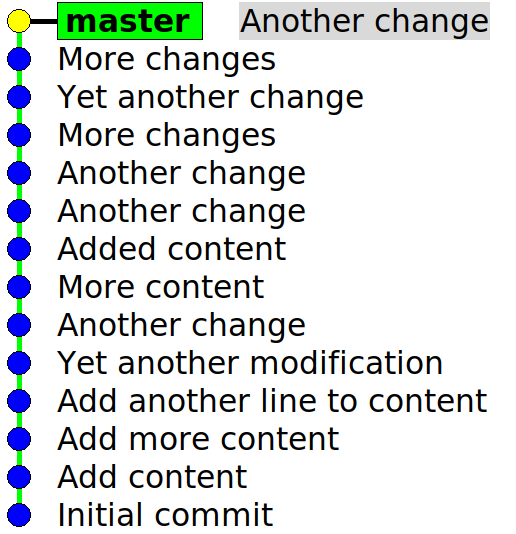 master Another change
More changes
Yet another change
More changes
Another change
Another change
Added content
More content
Another change
Yet another modification
Add another line to content
Add more content
Add content
Initial commit